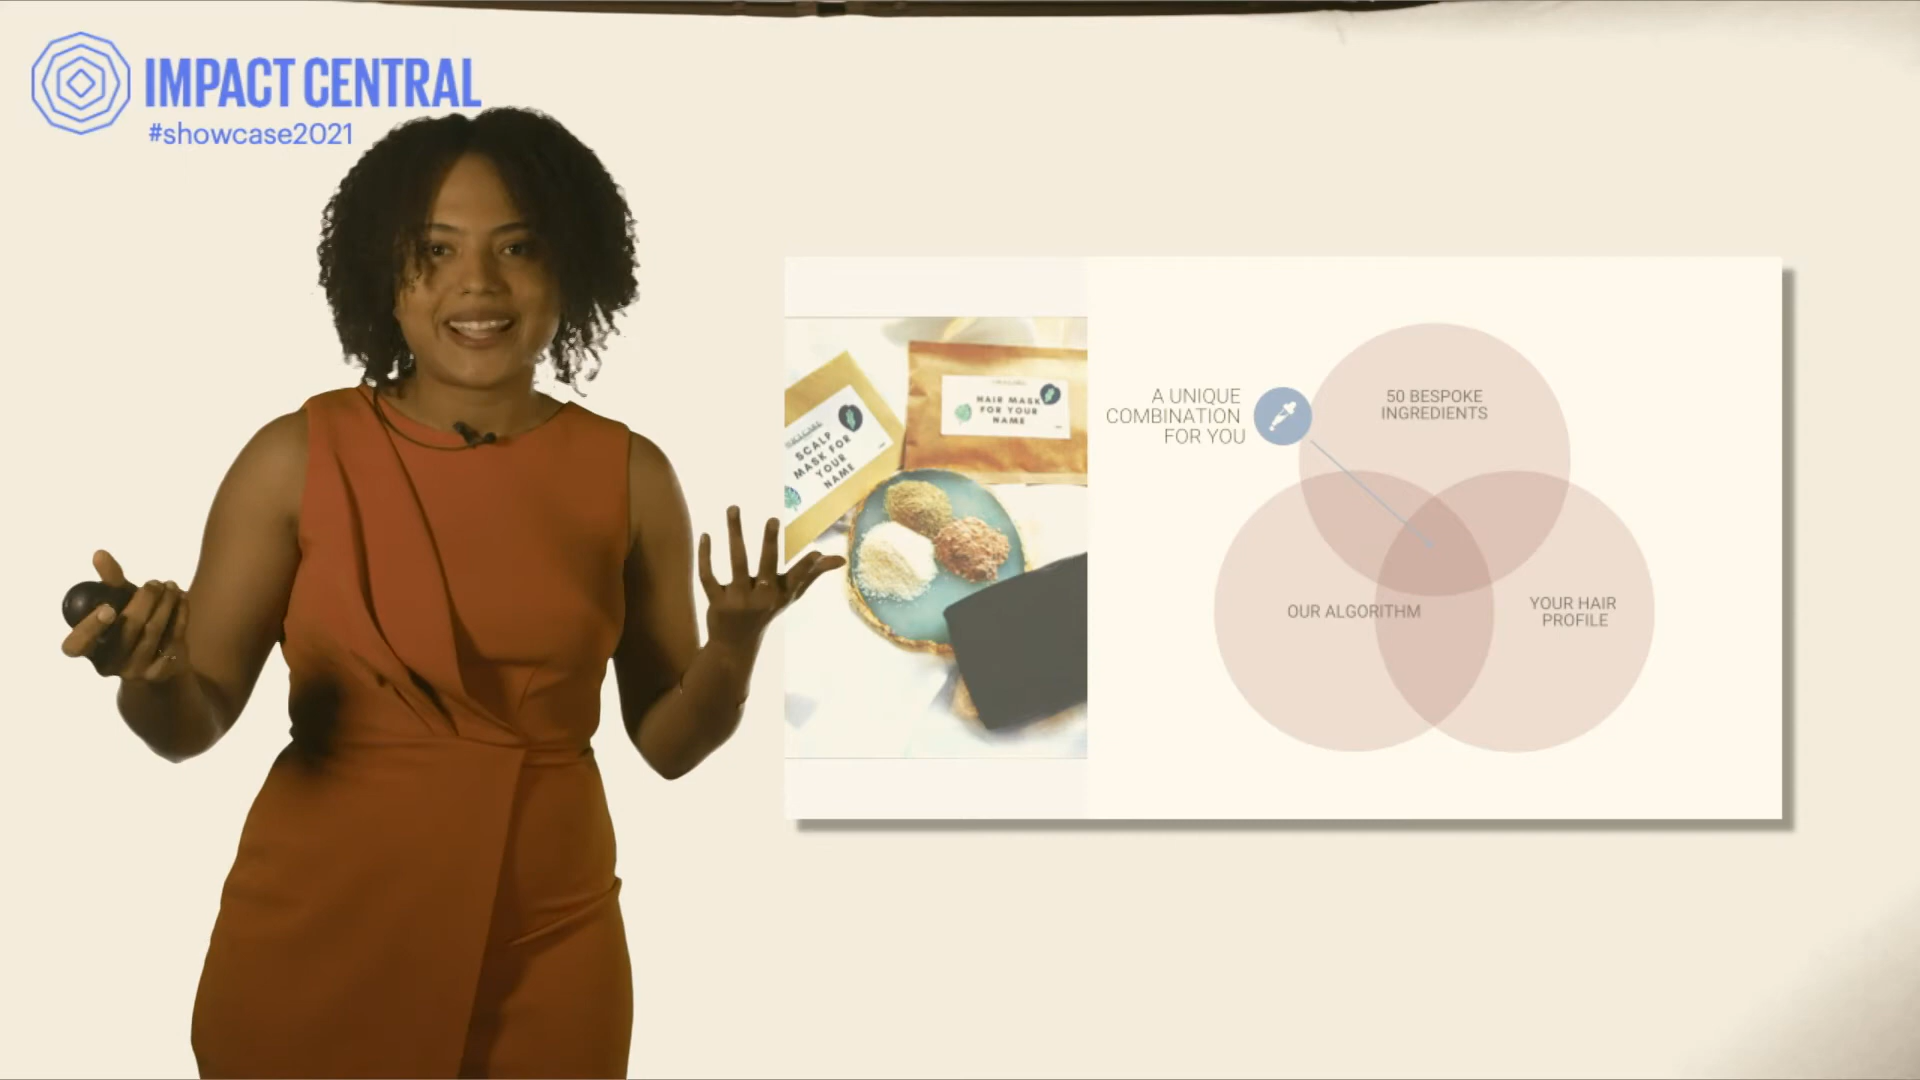 IMPACT CENTRAL
#showcase2021
SCALP
MASK FOR
YOUR
NAME
HAIR MASK
FOR YOUR
NAME
A UNIQUE
COMBINATION
FOR YOU
50 BESPOKE
INGREDIENTS
OUR ALGORITHM
YOUR HAIR
PROFILE